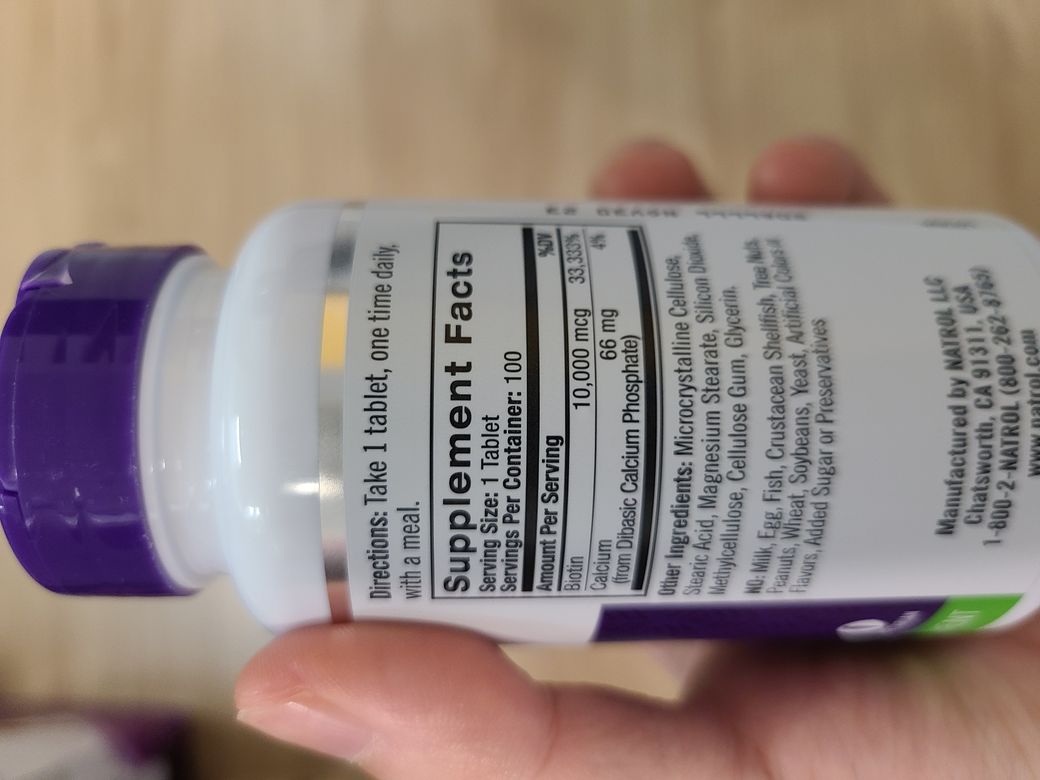 Directions: Take 1 tablet, one time daily,
with a meal.
Supplement Facts
Serving Size: 1 Tablet
Servings Per Container: 100
Amount Per Serving %DV
Biotin 10,000 mcg 33,333%
Calcium 66 mg 4%
(from Dibasic Calcium Phosphate)
Other Ingredients: Microcrystalline Cellulose,
Stearic Acid, Magnesium Stearate, Silicon Dioxide,
Methylcellulose, Cellulose Gum, Glycerin.
NO: Milk, Egg, Fish, Crustacean Shellfish, Tree Nuts,
Peanuts, Wheat, Soybeans, Yeast, Artificial Colors or
Flavors, Added Sugar or Preservatives
Manufactured by NATROL LLC
Chatsworth, CA 91311, USA
1-800-2-NATROL (800-262-8765)
www.natrol.com